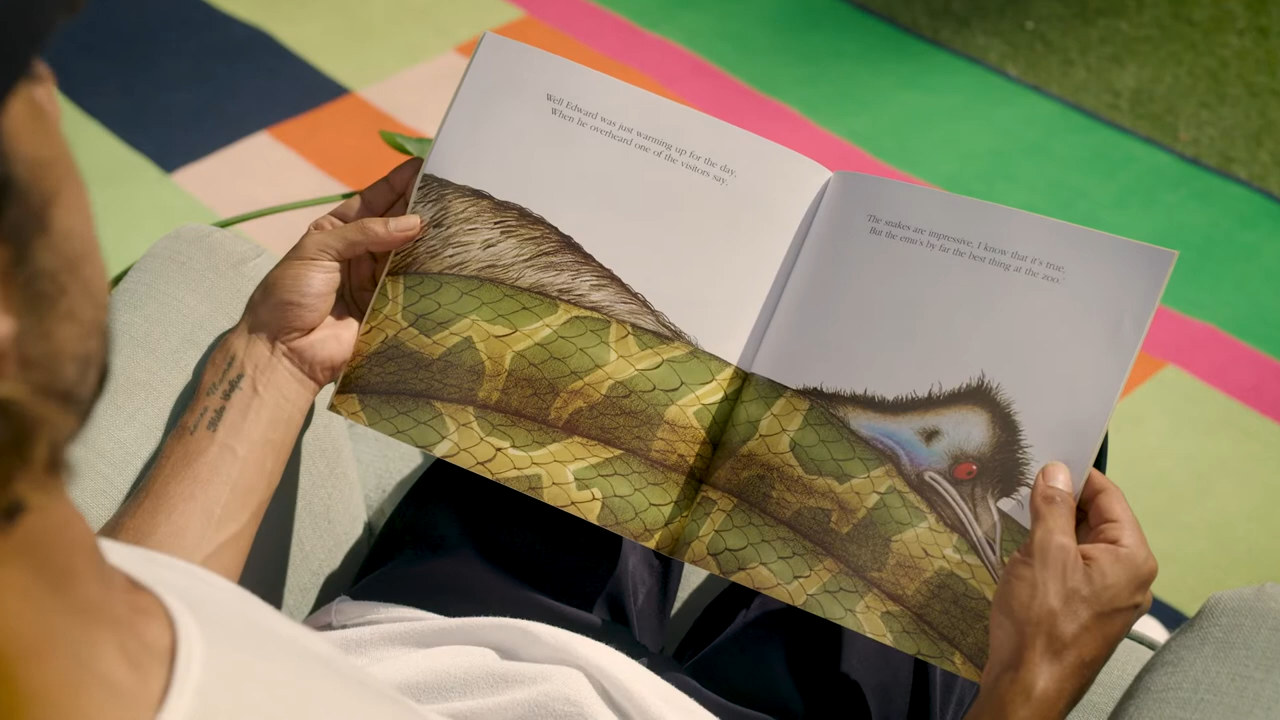 Well Edward was just warming up for the day,
When he overheard one of the visitors say,
'The snakes are impressive, I know that it's true,
But the emu's by far the best thing at the zoo.'